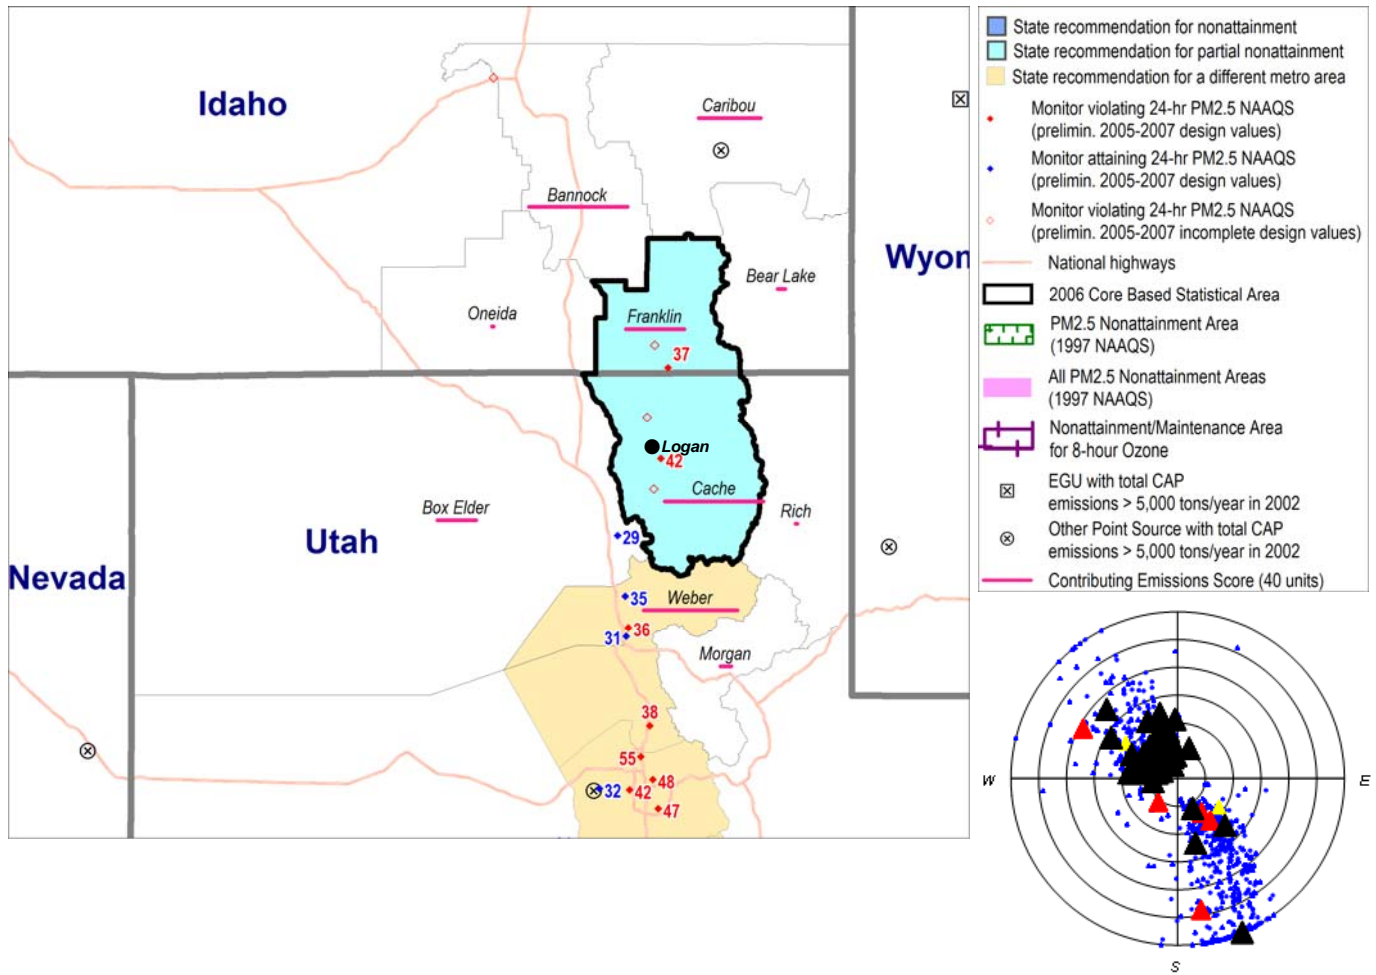 Idaho
Caribou
Bannock
Wyon
Bear Lake
Oneida
Franklin
37
Logan
42
Cache
Box Elder
Rich
Utah
29
Nevada
35
Weber
36
31
Morgan
38
55
48
32
42
47
State recommendation for nonattainment
State recommendation for partial nonattainment
State recommendation for a different metro area
Monitor violating 24-hr PM2.5 NAAQS
(prelimin. 2005-2007 design values)
Monitor attaining 24-hr PM2.5 NAAQS
(prelimin. 2005-2007 design values)
Monitor violating 24-hr PM2.5 NAAQS
(prelimin. 2005-2007 incomplete design values)
National highways
2006 Core Based Statistical Area
PM2.5 Nonattainment Area
(1997 NAAQS)
All PM2.5 Nonattainment Areas
(1997 NAAQS)
Nonattainment/Maintenance Area
for 8-hour Ozone
EGU with total CAP
emissions > 5,000 tons/year in 2002
Other Point Source with total CAP
emissions > 5,000 tons/year in 2002
Contributing Emissions Score (40 units)
W
E
S